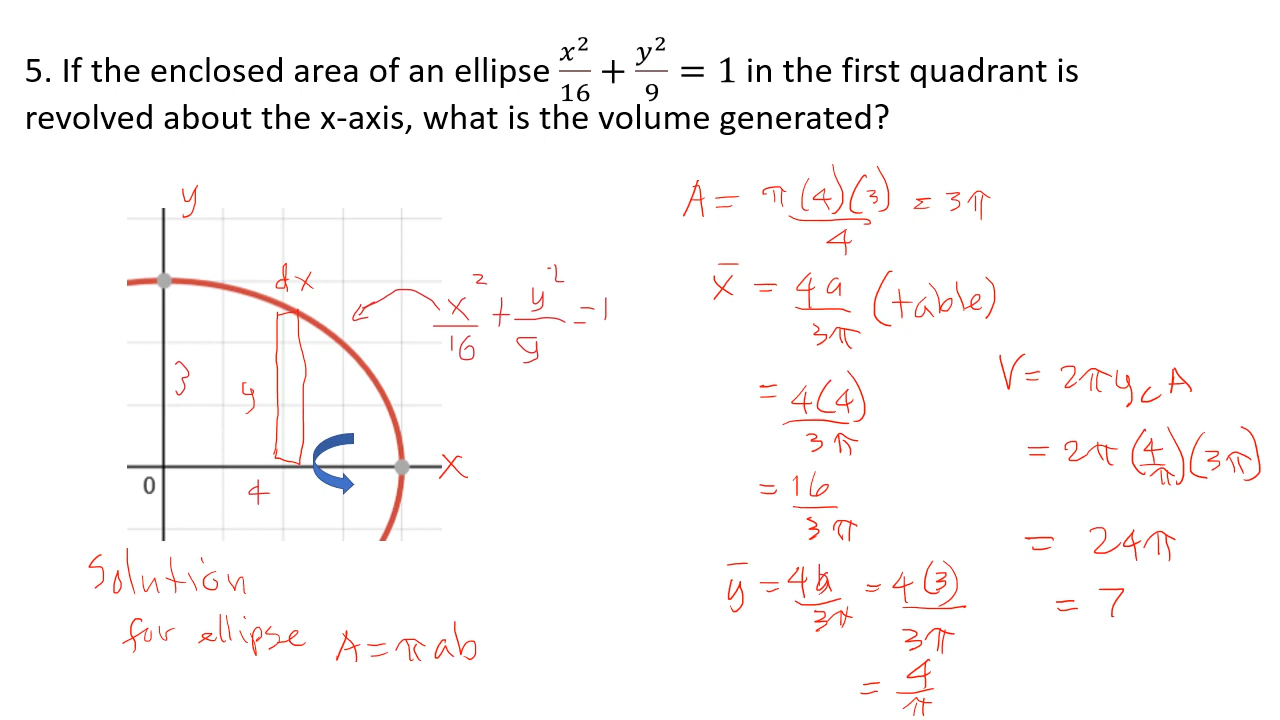 5. If the enclosed area of an ellipse x²/16 + y²/9 = 1 in the first quadrant is
revolved about the x-axis, what is the volume generated?
y
dx
x²/16 + y²/9 = 1
3
y
0
4
x
Solution
for ellipse A = πab
A = π(4)(3)/4 = 3π
x̄ = 4a/3π (table)
= 4(4)/3π
= 16/3π
ȳ = 4b/3π = 4(3)/3π
= 4/π
V = 2πy_c A
= 2π(4/π)(3π)
= 24π
= 7